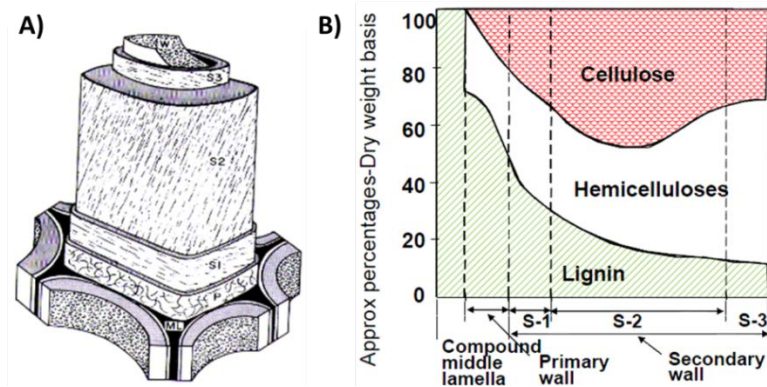 A)
W
S3
S2
S1
P
ML
B)
Approx percentages-Dry weight basis
100
80
60
40
20
0
Cellulose
Hemicelluloses
Lignin
S-1
S-2
S-3
Compound
middle
lamella
Primary
wall
Secondary
wall